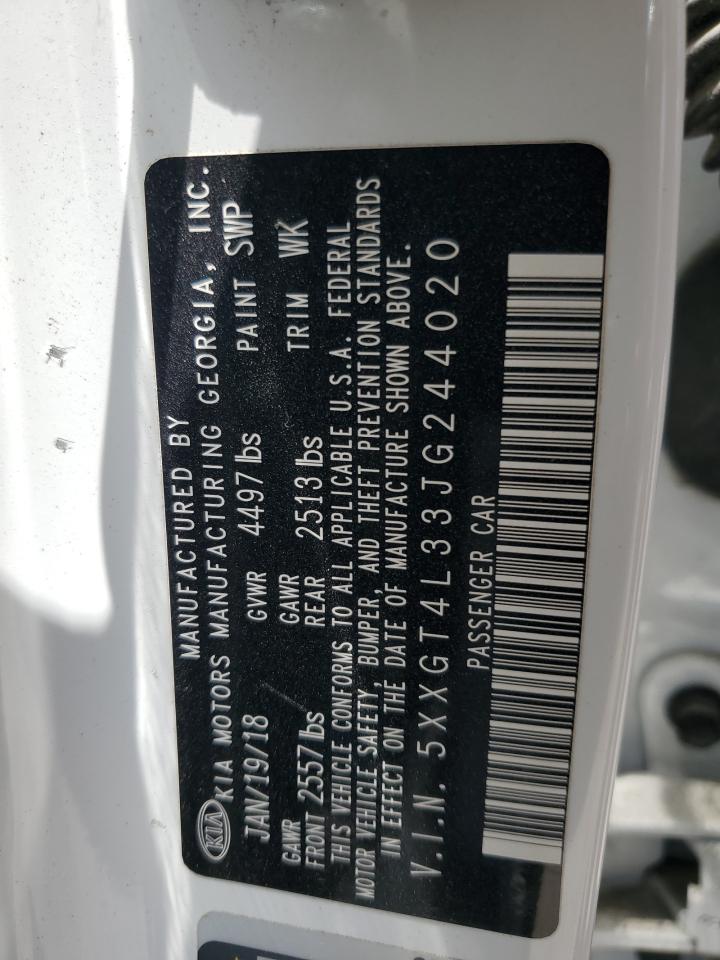 MANUFACTURED BY
KIA KIA MOTORS MANUFACTURING GEORGIA, INC.
JAN/19/18 GVWR 4497 lbs PAINT SWP
GAWR FRONT 2557 lbs GAWR REAR 2513 lbs TRIM WK
THIS VEHICLE CONFORMS TO ALL APPLICABLE U.S.A. FEDERAL
MOTOR VEHICLE SAFETY, BUMPER, AND THEFT PREVENTION STANDARDS
IN EFFECT ON THE DATE OF MANUFACTURE SHOWN ABOVE.
V.I.N. 5XXGT4L33JG244020
PASSENGER CAR